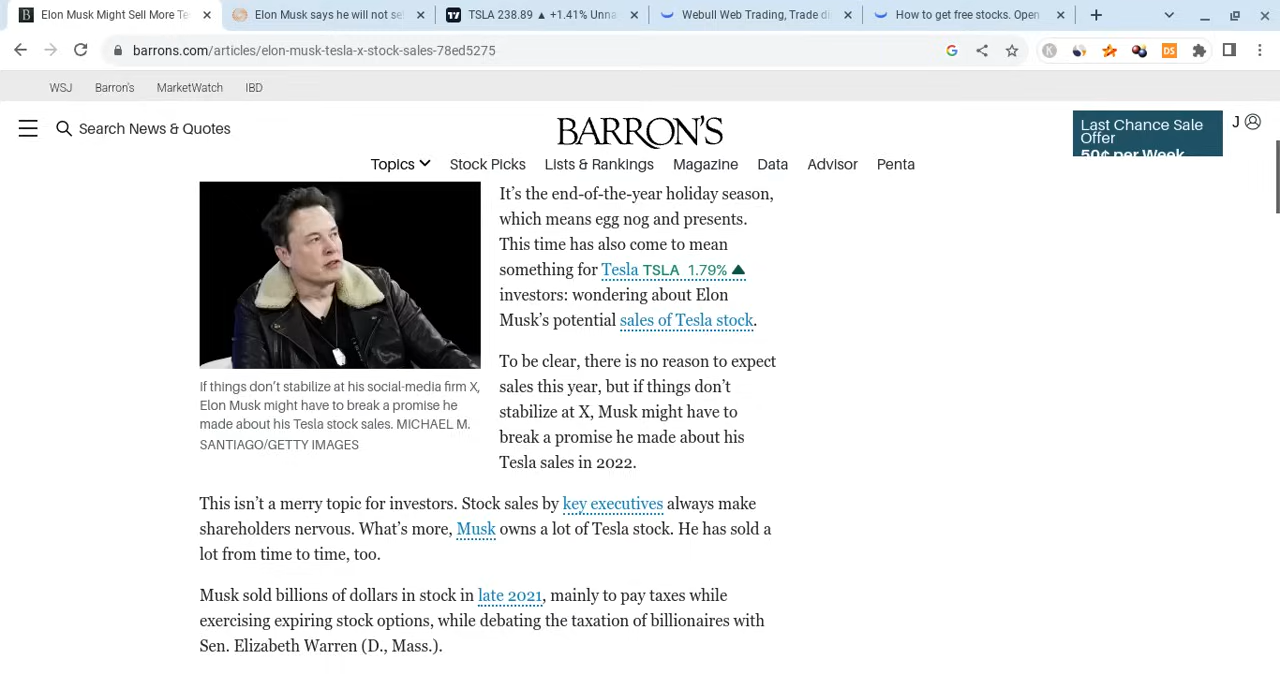 Elon Musk Might Sell More Te
Elon Musk says he will not se
TSLA 238.89 ▲ +1.41% Unna
Webull Web Trading, Trade di
How to get free stocks. Open
barrons.com/articles/elon-musk-tesla-x-stock-sales-78ed5275
WSJ Barron's MarketWatch IBD
Search News & Quotes
BARRON'S
Last Chance Sale
Offer
50¢ per Week
J
Topics Stock Picks Lists & Rankings Magazine Data Advisor Penta
If things don't stabilize at his social-media firm X,
Elon Musk might have to break a promise he
made about his Tesla stock sales. MICHAEL M.
SANTIAGO/GETTY IMAGES
It's the end-of-the-year holiday season,
which means egg nog and presents.
This time has also come to mean
something for Tesla TSLA 1.79% ▲
investors: wondering about Elon
Musk's potential sales of Tesla stock.
To be clear, there is no reason to expect
sales this year, but if things don't
stabilize at X, Musk might have to
break a promise he made about his
Tesla sales in 2022.
This isn't a merry topic for investors. Stock sales by key executives always make
shareholders nervous. What's more, Musk owns a lot of Tesla stock. He has sold a
lot from time to time, too.
Musk sold billions of dollars in stock in late 2021, mainly to pay taxes while
exercising expiring stock options, while debating the taxation of billionaires with
Sen. Elizabeth Warren (D., Mass.).